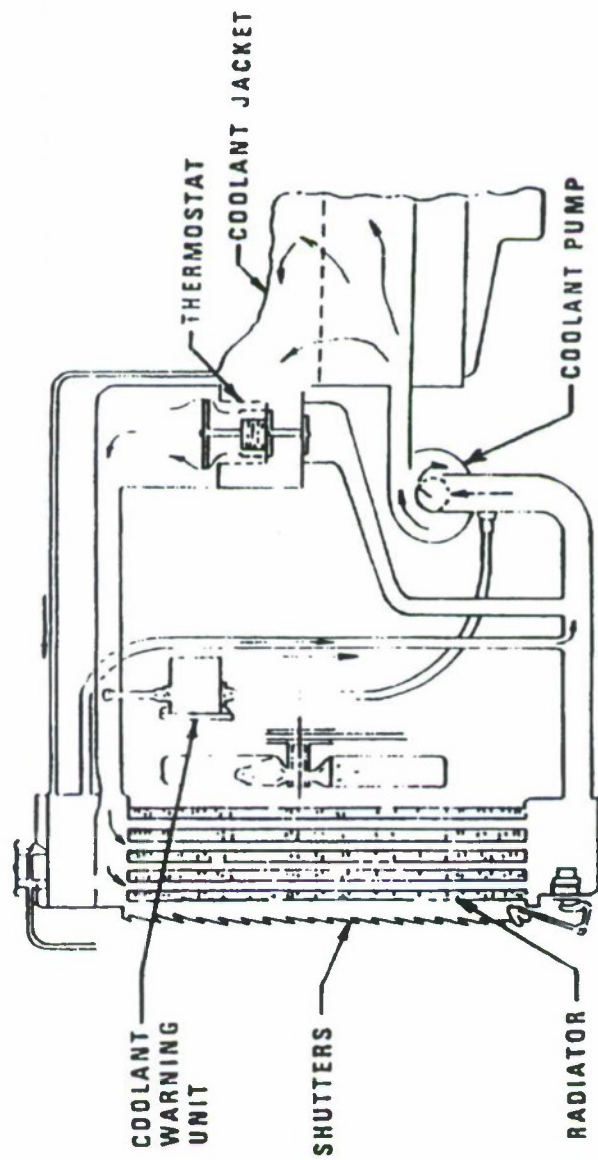 COOLANT
WARNING
UNIT
SHUTTERS
RADIATOR
THERMOSTAT
COOLANT JACKET
COOLANT PUMP